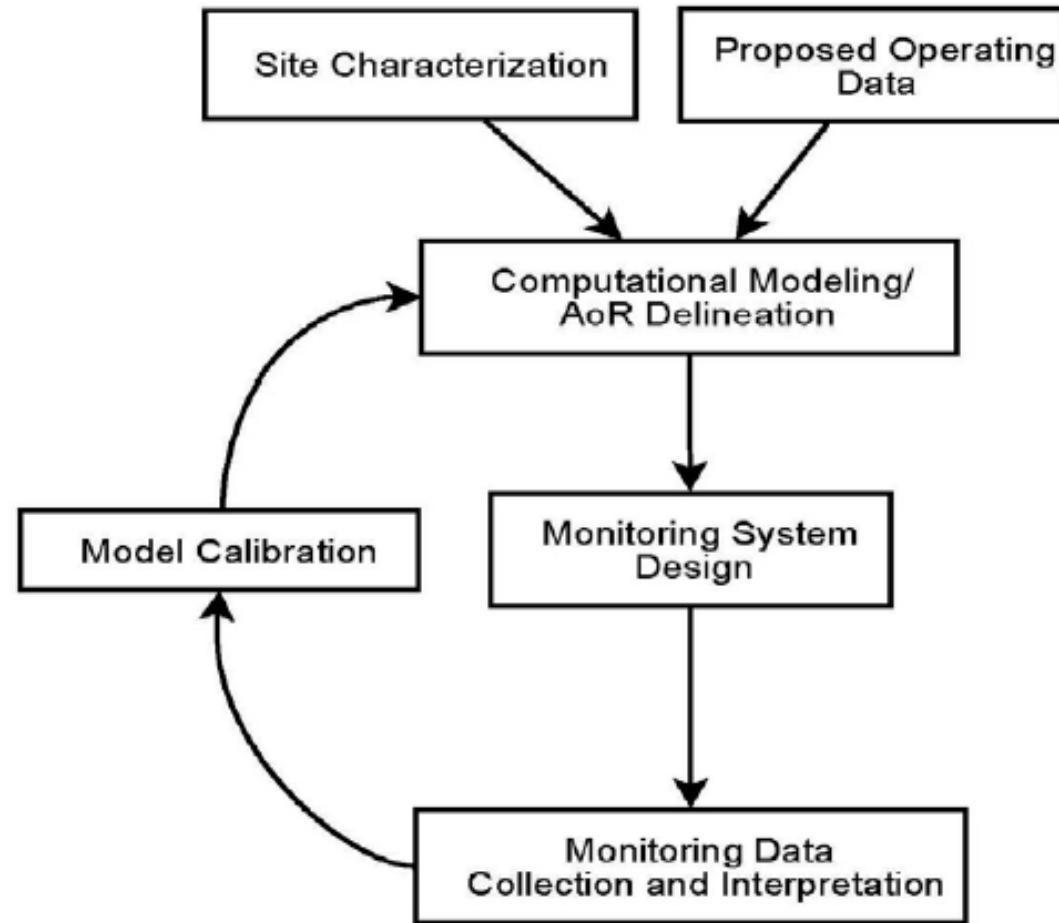 Site Characterization
Proposed Operating
Data
Computational Modeling/
AoR Delineation
Model Calibration
Monitoring System
Design
Monitoring Data
Collection and Interpretation